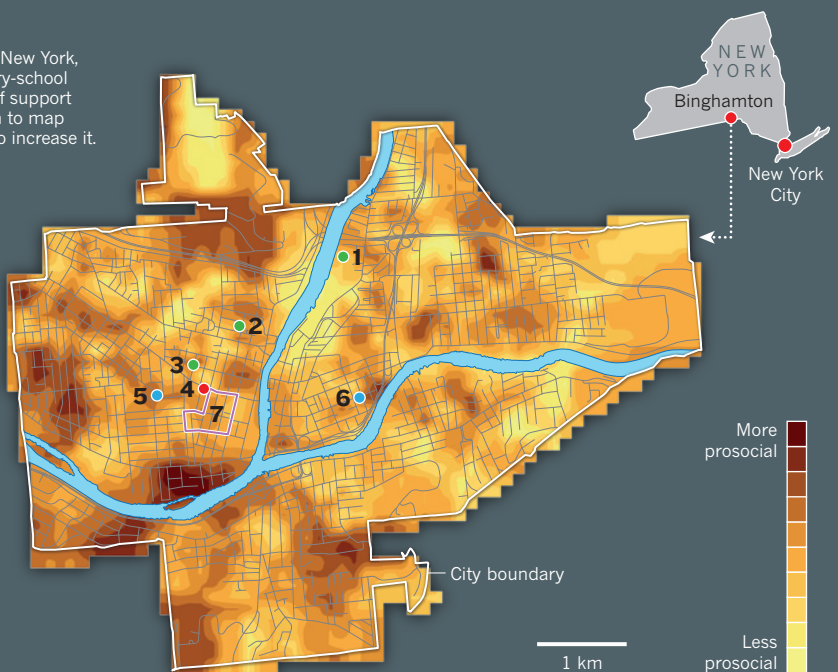 New York,
ry-school
f support
to map
o increase it.
NEW
YORK
Binghamton
New York
City
1
2
3
4
5
6
7
More
prosocial
City boundary
Less
prosocial
1 km